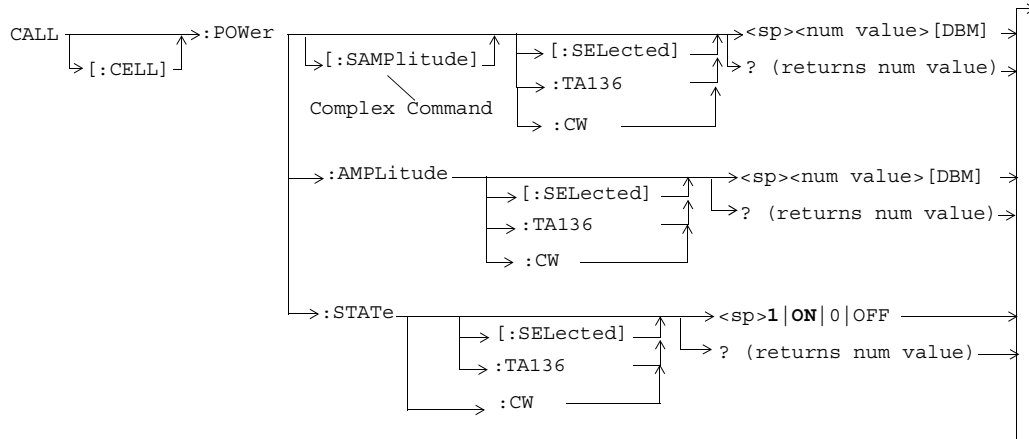 CALL :POWer [:SAMPlitude] [:SELected] <sp><num value>[DBM]
[:CELL] :TA136 ? (returns num value)
Complex Command :CW
:AMPLitude [:SELected] <sp><num value>[DBM]
:TA136 ? (returns num value)
:CW
:STATe [:SELected] <sp>1|ON|0|OFF
:TA136 ? (returns num value)
:CW